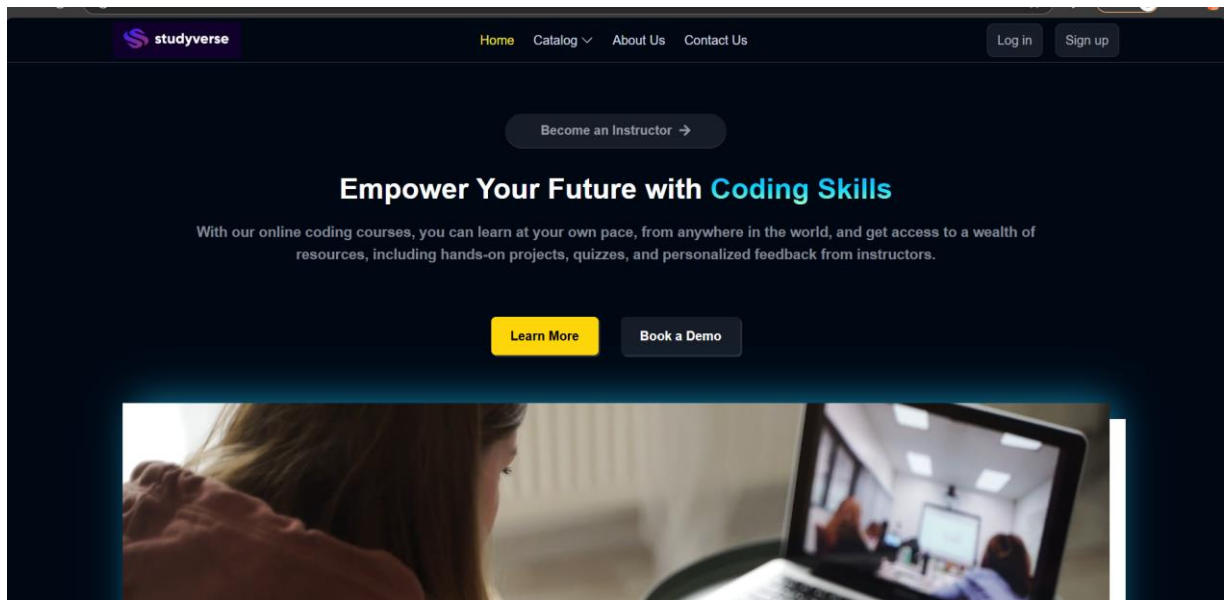 studyverse
Home Catalog About Us Contact Us
Log in Sign up
Become an Instructor →
Empower Your Future with Coding Skills
With our online coding courses, you can learn at your own pace, from anywhere in the world, and get access to a wealth of
resources, including hands-on projects, quizzes, and personalized feedback from instructors.
Learn More Book a Demo